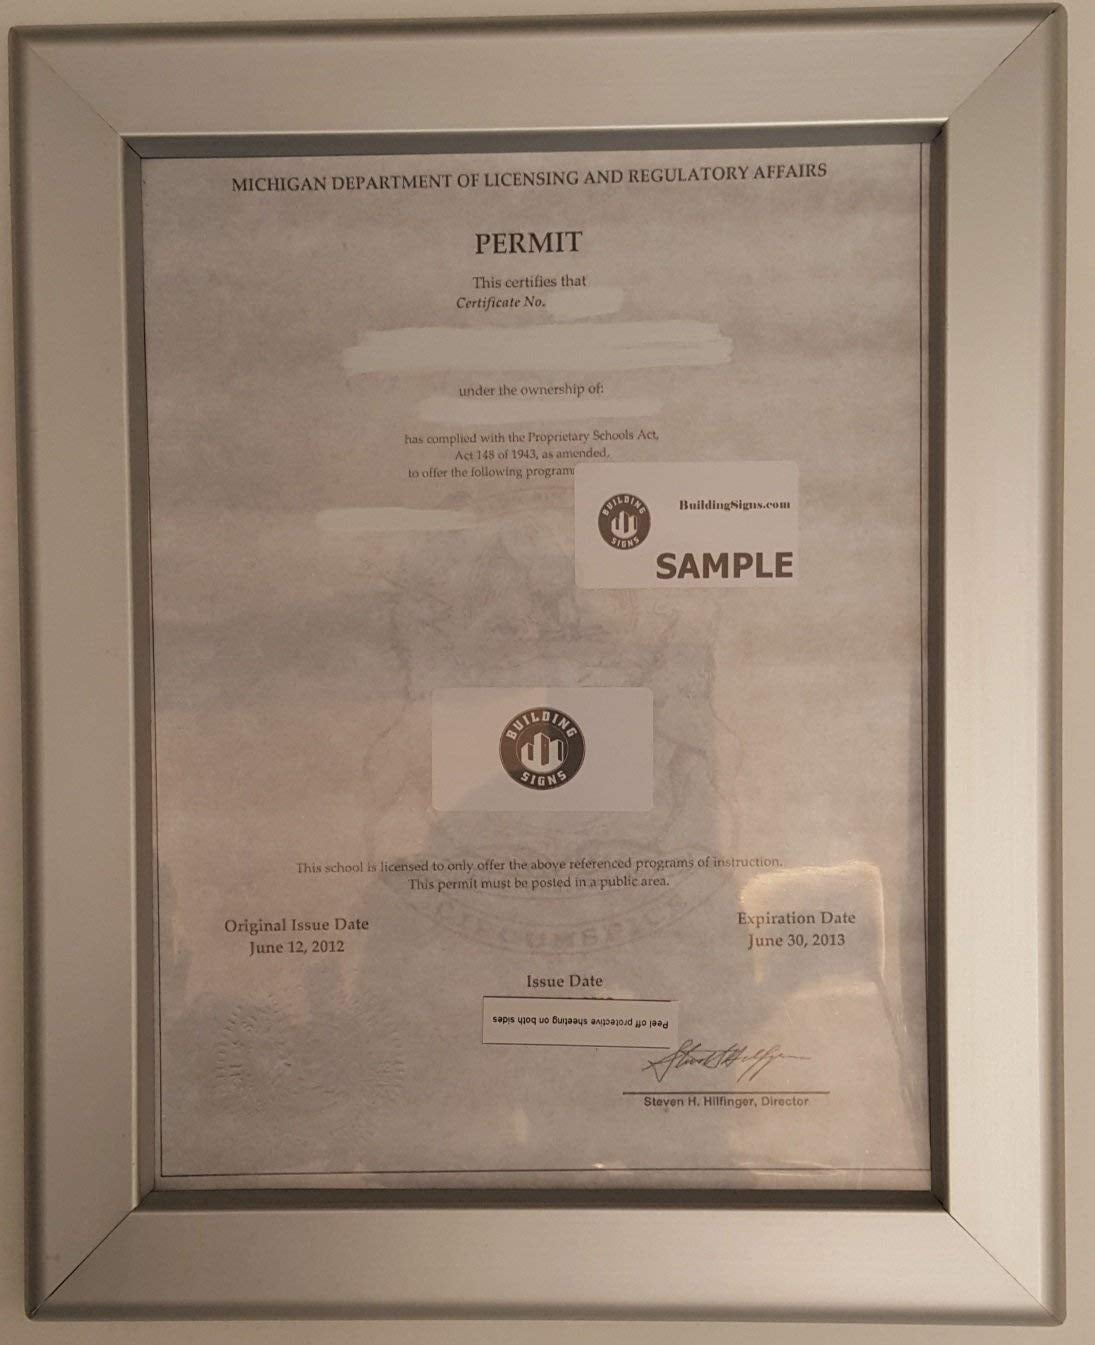 MICHIGAN DEPARTMENT OF LICENSING AND REGULATORY AFFAIRS
PERMIT
This certifies that
Certificate No.
under the ownership of:
has complied with the Proprietary Schools Act,
Act 148 of 1943, as amended,
to offer the following program
BUILDING SIGNS
BuildingSigns.com
SAMPLE
BUILDING SIGNS
This school is licensed to only offer the above referenced programs of instruction.
This permit must be posted in a public area.
CIRCUMSPICE
Original Issue Date
June 12, 2012
Expiration Date
June 30, 2013
Issue Date
Peel off protective sheeting on both sides
Steven H. Hilfinger, Director